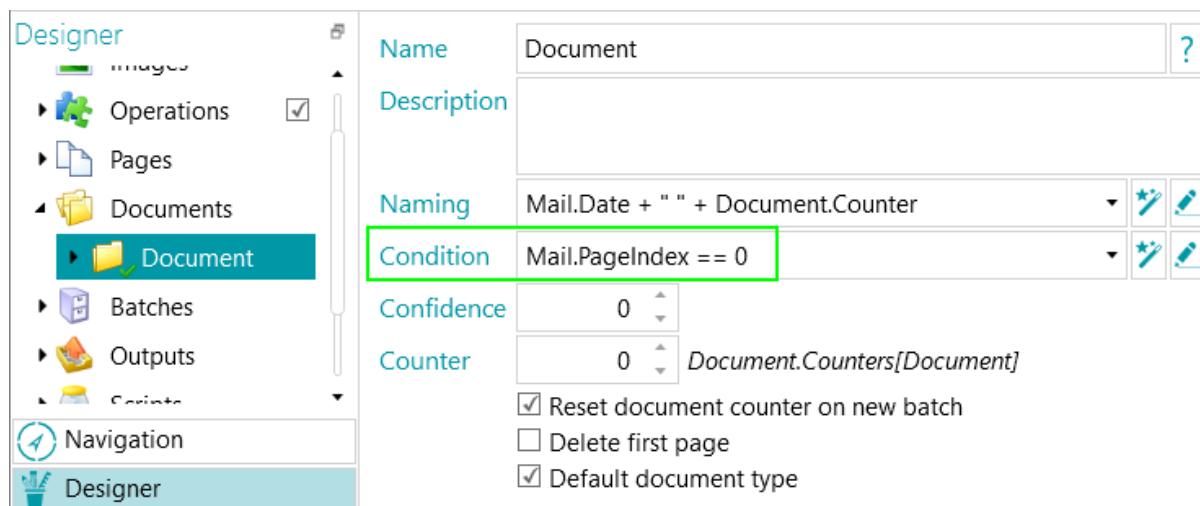 Designer
Images
Operations
Pages
Documents
Document
Batches
Outputs
Scripts
Navigation
Designer
Name Document ?
Description
Naming Mail.Date + " " + Document.Counter
Condition Mail.PageIndex == 0
Confidence 0
Counter 0 Document.Counters[Document]
Reset document counter on new batch
Delete first page
Default document type